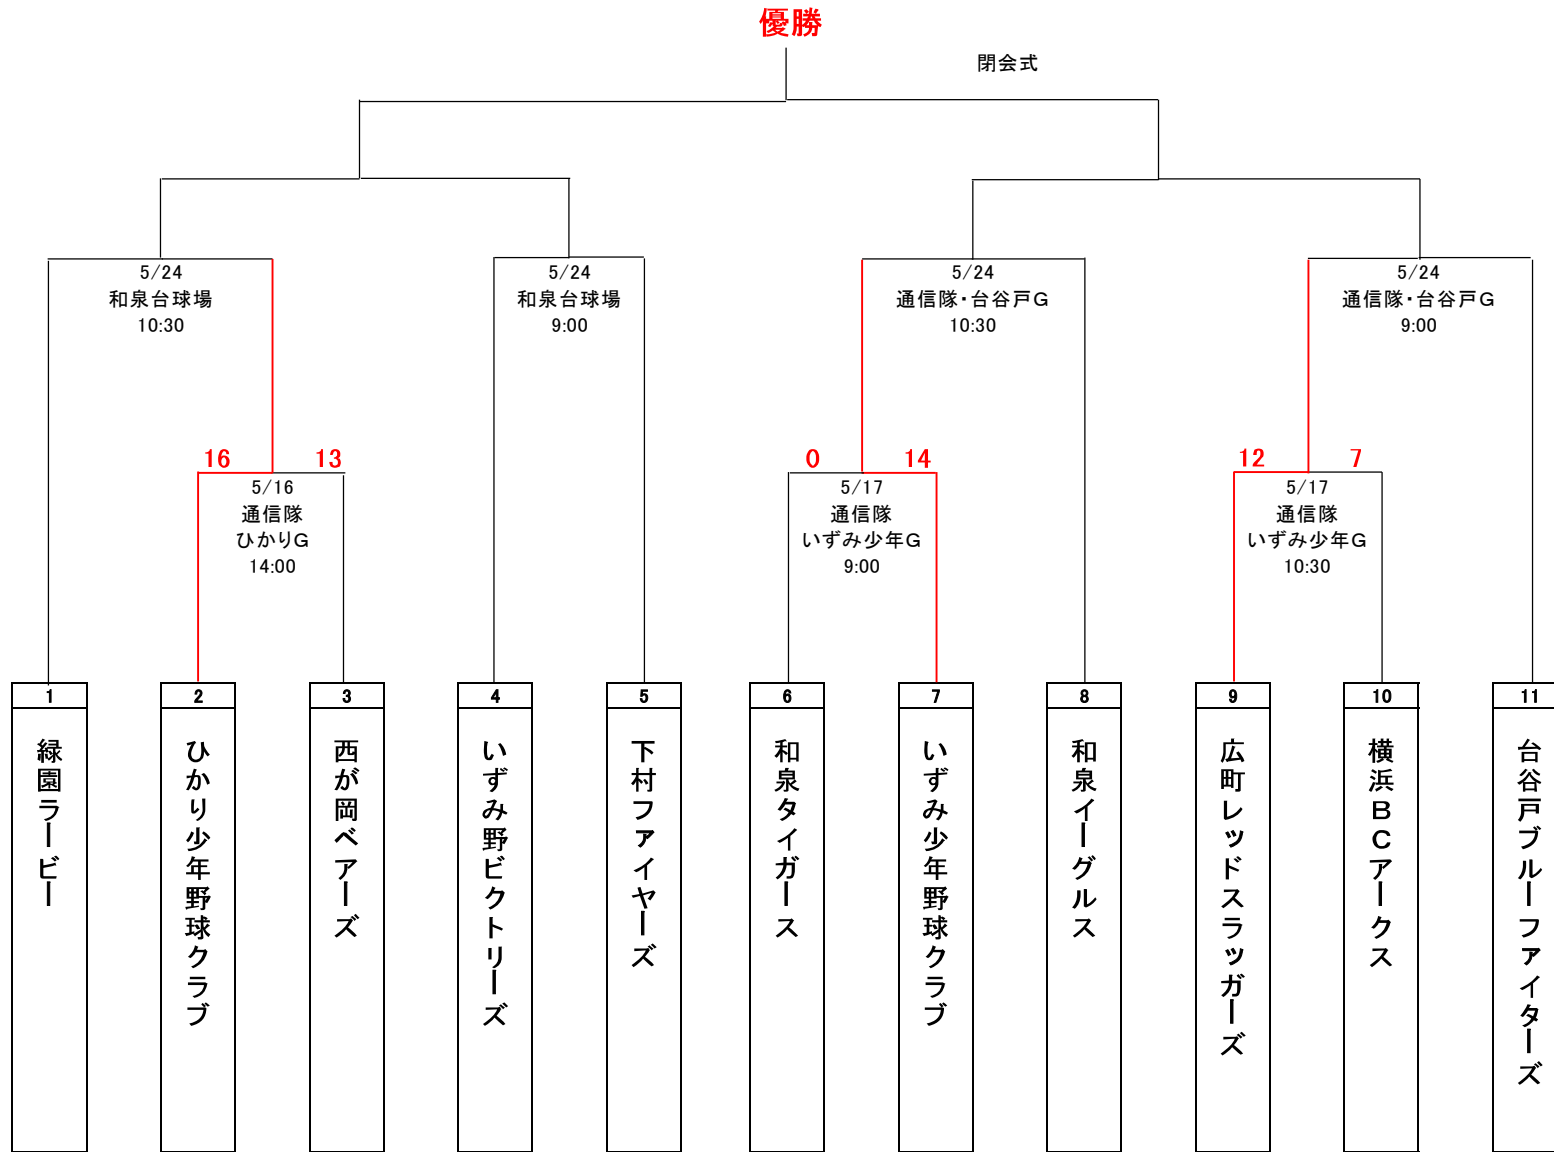 優勝
閉会式
5/24
和泉台球場
10:30
5/24
和泉台球場
9:00
5/24
通信隊・台谷戸G
10:30
5/24
通信隊・台谷戸G
9:00
16
13
5/16
通信隊
ひかりG
14:00
0
14
5/17
通信隊
いずみ少年G
9:00
12
7
5/17
通信隊
いずみ少年G
10:30
1
緑園ラービー
2
ひかり少年野球クラブ
3
西が岡ベアーズ
4
いずみ野ビクトリーズ
5
下村ファイヤーズ
6
和泉タイガース
7
いずみ少年野球クラブ
8
和泉イーグルス
9
広町レッドスラッガーズ
10
横浜BCアークス
11
台谷戸ブルーファイターズ